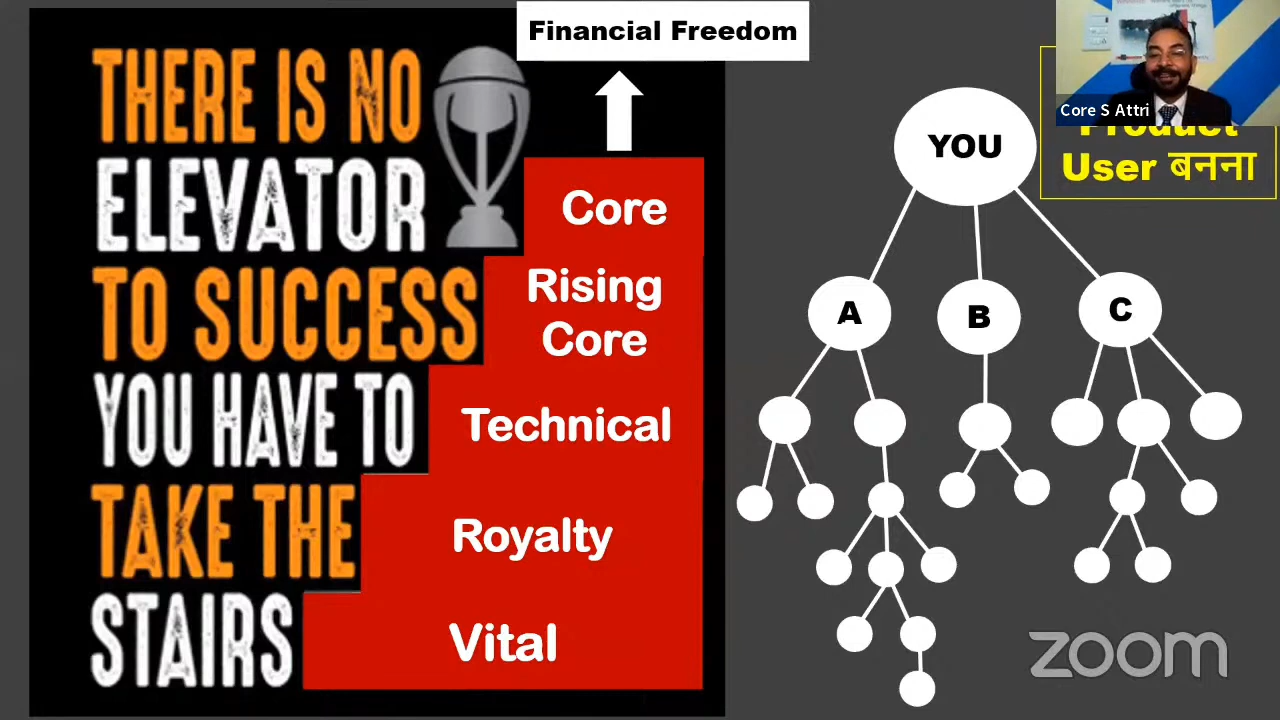 THERE IS NO
ELEVATOR
TO SUCCESS
YOU HAVE TO
TAKE THE
STAIRS
Financial Freedom
Core
Rising
Core
Technical
Royalty
Vital
YOU
A
B
C
Core S Attri
Product
User बनना
zoom